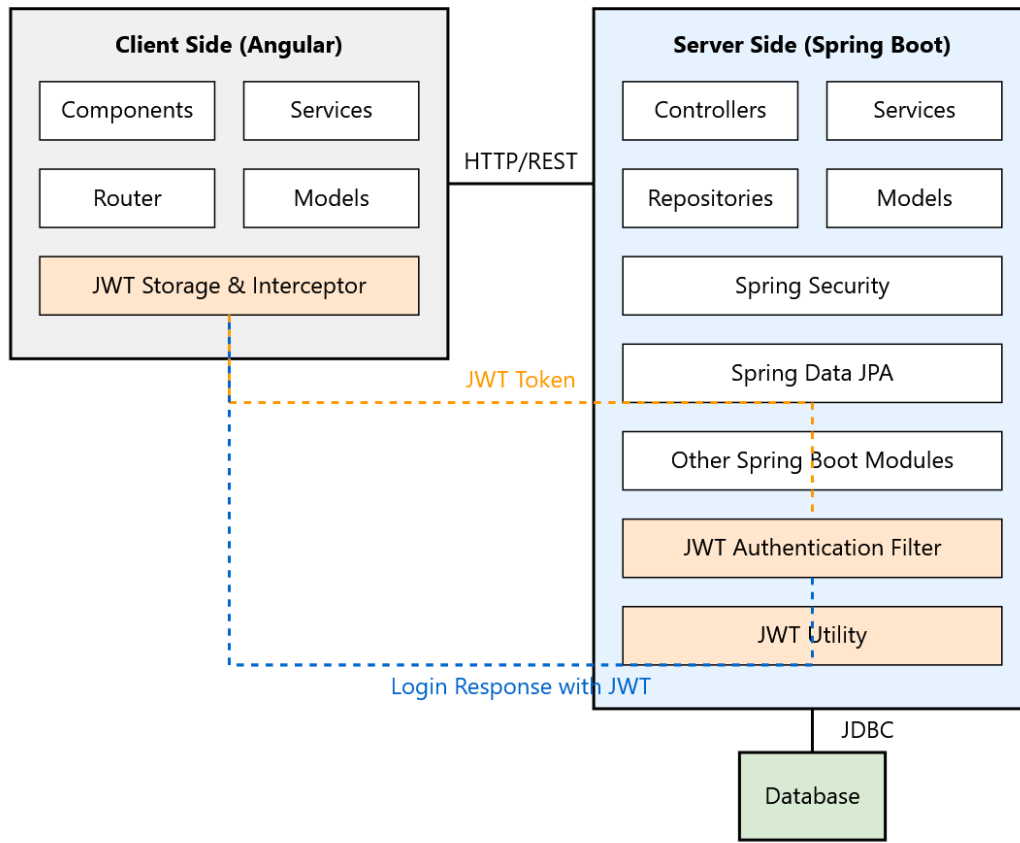 Client Side (Angular)
Components
Services
Router
Models
JWT Storage & Interceptor
HTTP/REST
Server Side (Spring Boot)
Controllers
Services
Repositories
Models
Spring Security
Spring Data JPA
Other Spring Boot Modules
JWT Authentication Filter
JWT Utility
JWT Token
Login Response with JWT
JDBC
Database